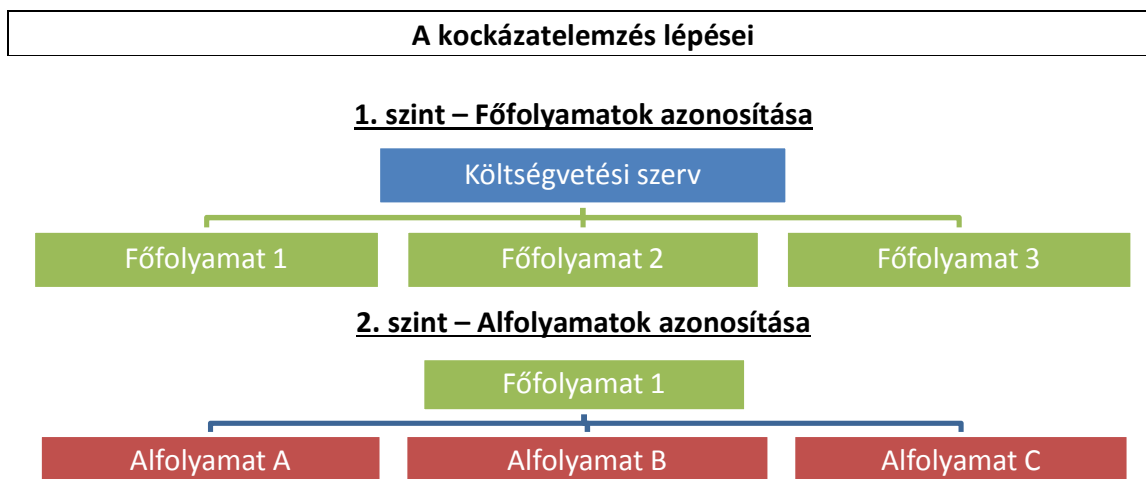 A kockázatelemzés lépései
1. szint – Főfolyamatok azonosítása
Költségvetési szerv
Főfolyamat 1
Főfolyamat 2
Főfolyamat 3
2. szint – Alfolyamatok azonosítása
Főfolyamat 1
Alfolyamat A
Alfolyamat B
Alfolyamat C